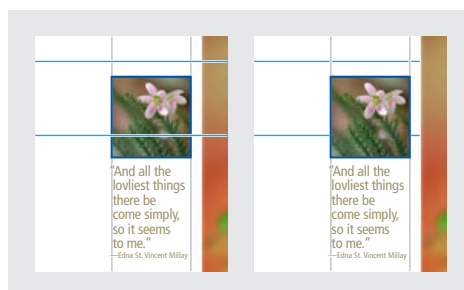 “And all the
lovliest things
there be
come simply,
so it seems
to me.”
—Edna St. Vincent Millay
“And all the
lovliest things
there be
come simply,
so it seems
to me.”
—Edna St. Vincent Millay